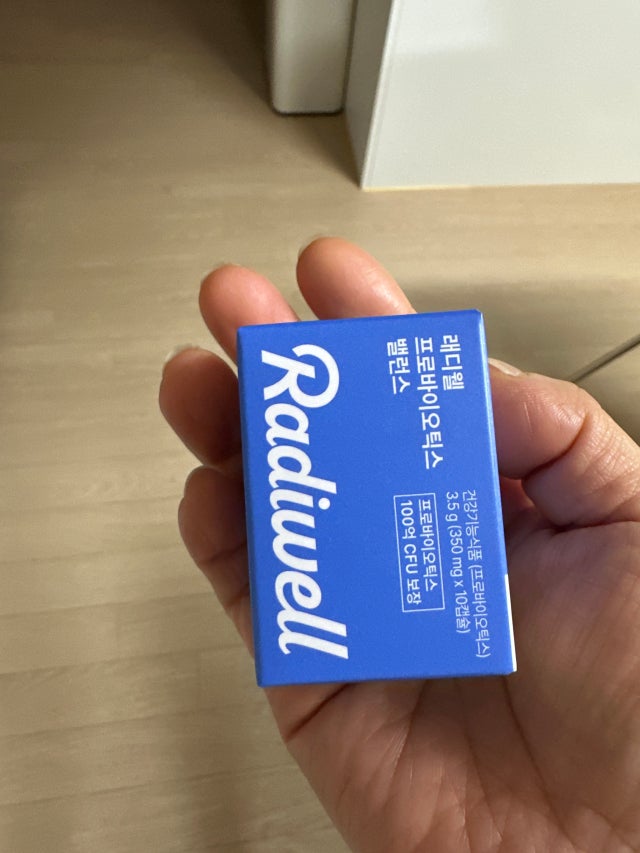 래디웰
프로바이오틱스
밸런스
건강기능식품 (프로바이오틱스)
3.5 g (350 mg x 10캡슐)
프로바이오틱스
100억 CFU 보장
Radiwell